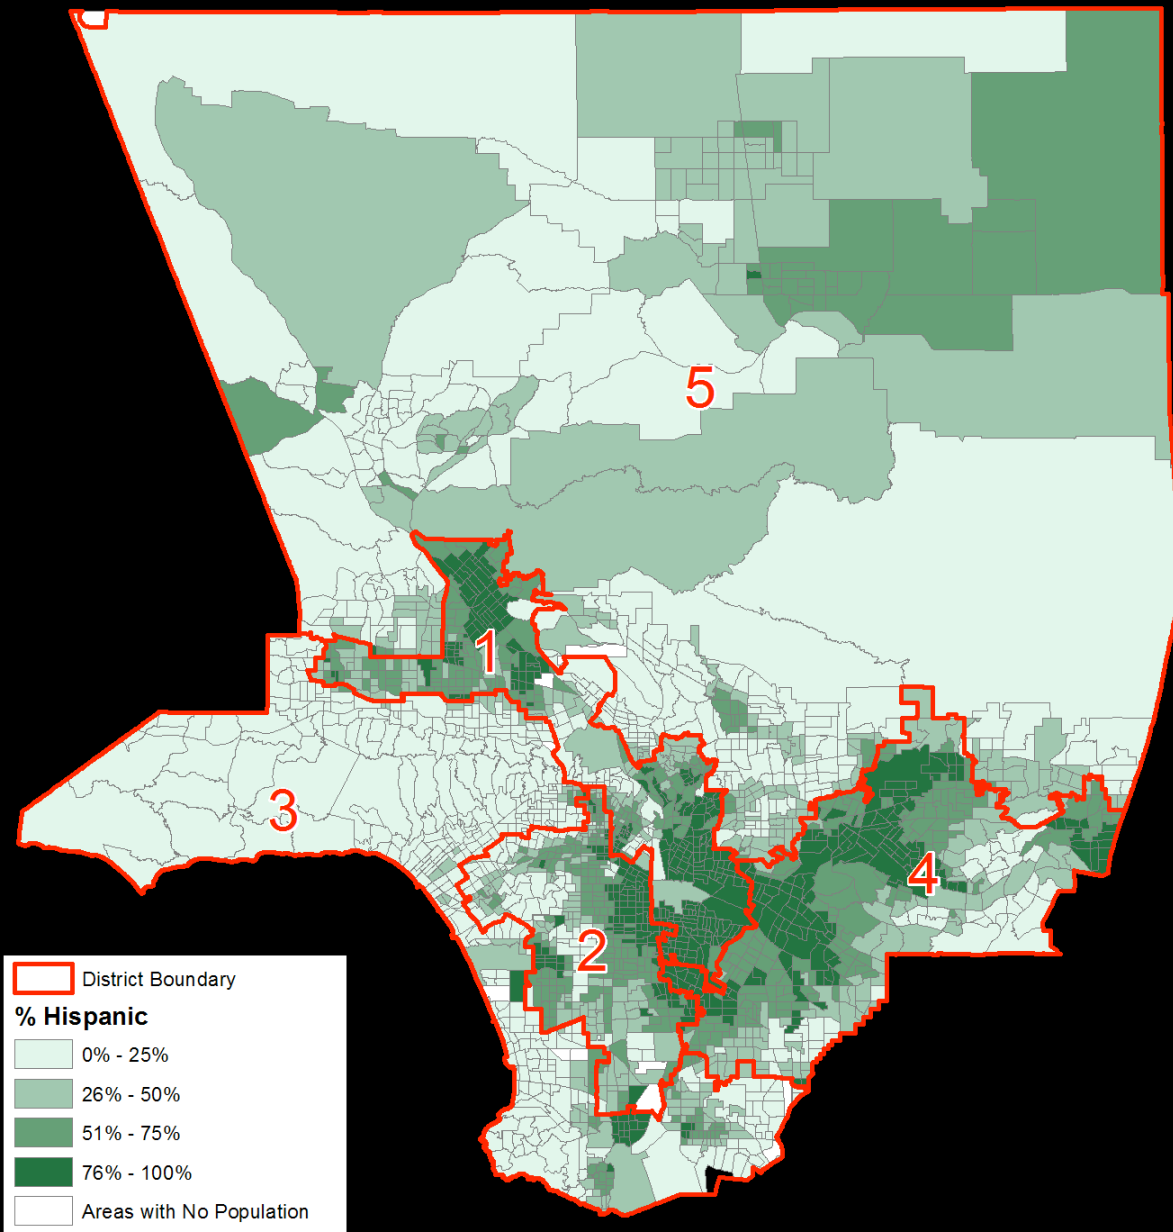 5
1
3
4
2
District Boundary
% Hispanic
0% - 25%
26% - 50%
51% - 75%
76% - 100%
Areas with No Population